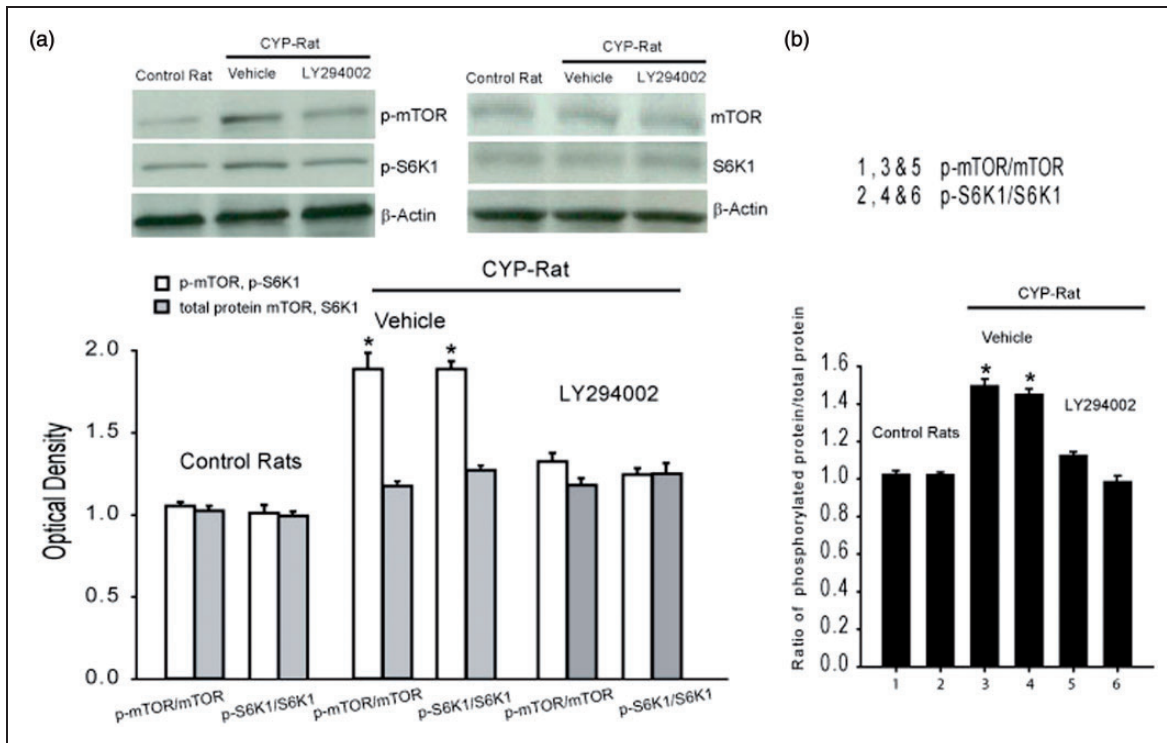 (a)
CYP-Rat
Control Rat Vehicle LY294002
p-mTOR
p-S6K1
β-Actin
CYP-Rat
Control Rat Vehicle LY294002
mTOR
S6K1
β-Actin
p-mTOR, p-S6K1
total protein mTOR, S6K1
CYP-Rat
Vehicle
LY294002
Control Rats
* *
Optical Density
2.0
1.5
1.0
0.5
0.0
p-mTOR/mTOR p-S6K1/S6K1 p-mTOR/mTOR p-S6K1/S6K1 p-mTOR/mTOR p-S6K1/S6K1
(b)
1,3&5 p-mTOR/mTOR
2,4&6 p-S6K1/S6K1
CYP-Rat
Vehicle
LY294002
Control Rats
* *
Ratio of phosphorylated protein/total protein
1.6
1.4
1.2
1.0
0.8
0.6
0.4
0.2
0.0
1 2 3 4 5 6